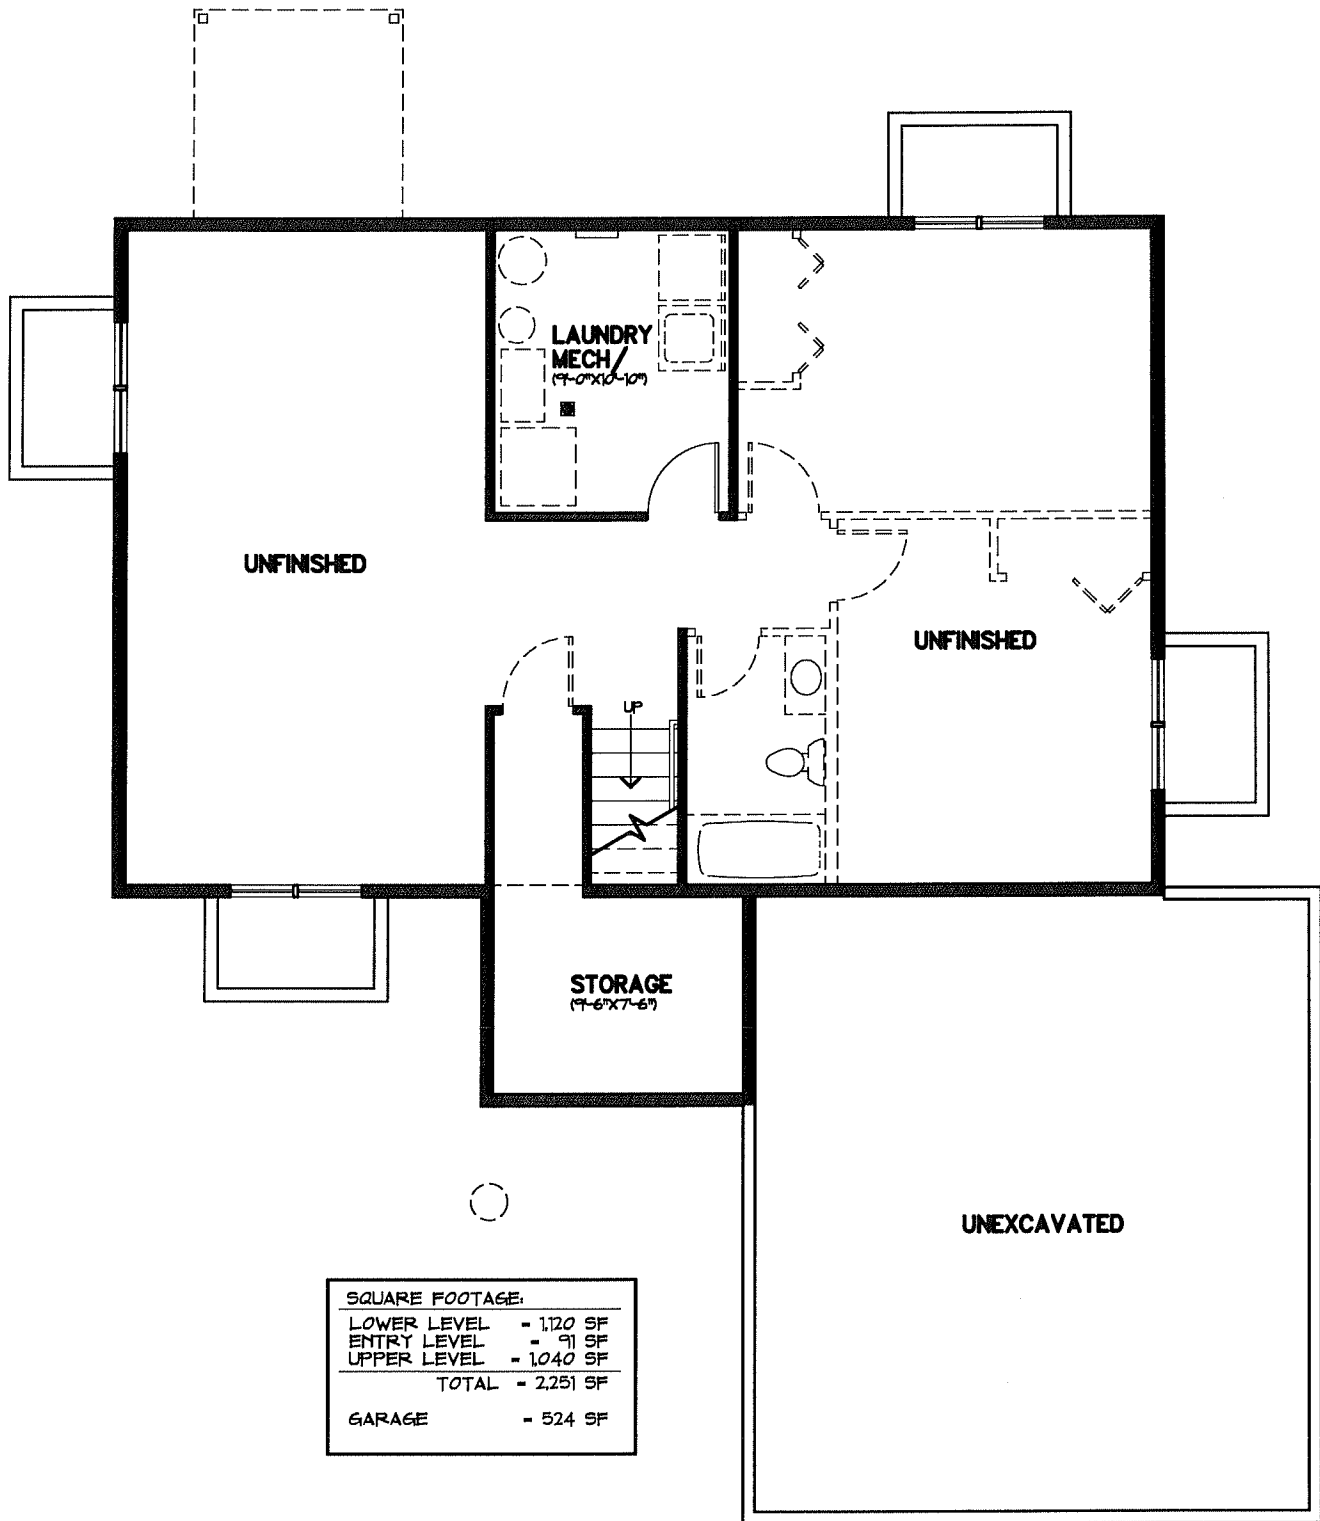 LAUNDRY
MECH/
(9'-0"X10'-10")
UNFINISHED
UNFINISHED
UP
STORAGE
(9'-6"X7'-6")
UNEXCAVATED
SQUARE FOOTAGE:
LOWER LEVEL = 1,120 SF
ENTRY LEVEL = 91 SF
UPPER LEVEL = 1,040 SF
TOTAL = 2,251 SF
GARAGE = 524 SF